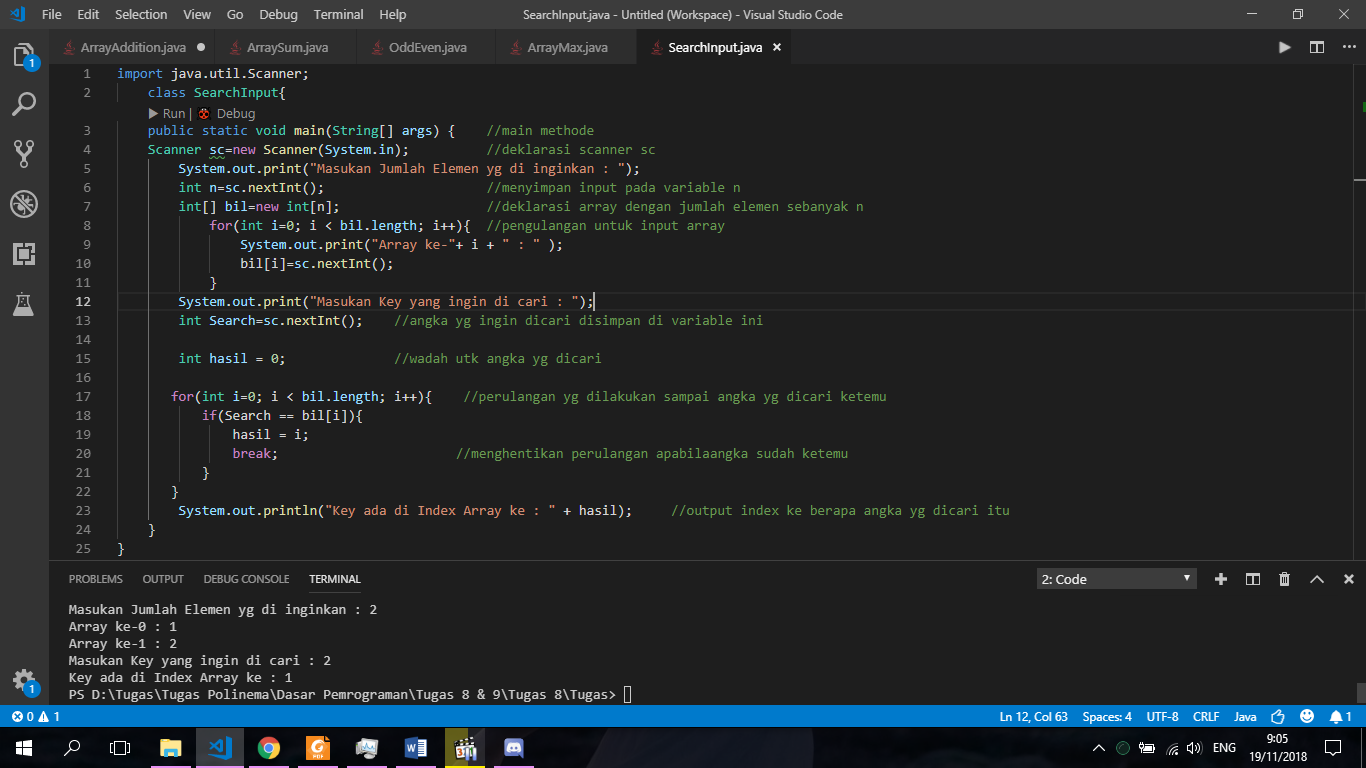 File Edit Selection View Go Debug Terminal Help SearchInput.java - Untitled (Workspace) - Visual Studio Code
ArrayAddition.java ArraySum.java OddEven.java ArrayMax.java SearchInput.java
1 import java.util.Scanner;
2 class SearchInput{
Run | Debug
3 public static void main(String[] args) { //main methode
4 Scanner sc=new Scanner(System.in); //deklarasi scanner sc
5 System.out.print("Masukan Jumlah Elemen yg di inginkan : ");
6 int n=sc.nextInt(); //menyimpan input pada variable n
7 int[] bil=new int[n]; //deklarasi array dengan jumlah elemen sebanyak n
8 for(int i=0; i < bil.length; i++){ //pengulangan untuk input array
9 System.out.print("Array ke-"+ i + " : " );
10 bil[i]=sc.nextInt();
11 }
12 System.out.print("Masukan Key yang ingin di cari : ");
13 int Search=sc.nextInt(); //angka yg ingin dicari disimpan di variable ini
14
15 int hasil = 0; //wadah utk angka yg dicari
16
17 for(int i=0; i < bil.length; i++){ //perulangan yg dilakukan sampai angka yg dicari ketemu
18 if(Search == bil[i]){
19 hasil = i;
20 break; //menghentikan perulangan apabilaangka sudah ketemu
21 }
22 }
23 System.out.println("Key ada di Index Array ke : " + hasil); //output index ke berapa angka yg dicari itu
24 }
25 }
PROBLEMS OUTPUT DEBUG CONSOLE TERMINAL 2: Code
Masukan Jumlah Elemen yg di inginkan : 2
Array ke-0 : 1
Array ke-1 : 2
Masukan Key yang ingin di cari : 2
Key ada di Index Array ke : 1
PS D:\Tugas\Tugas Polinema\Dasar Pemrograman\Tugas 8 & 9\Tugas 8\Tugas>
0 1 Ln 12, Col 63 Spaces: 4 UTF-8 CRLF Java 1
ENG 9:05
19/11/2018